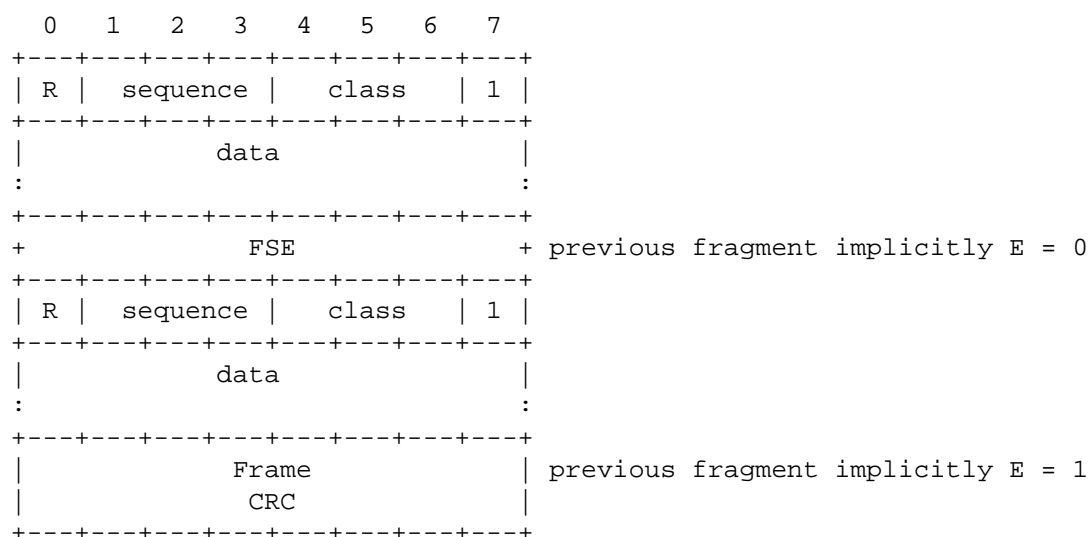 0   1   2   3   4   5   6   7
+---+---+---+---+---+---+---+---+
| R |  sequence |   class   | 1 |
+---+---+---+---+---+---+---+---+
|            data               |
:                               :
+---+---+---+---+---+---+---+---+
+              FSE              + previous fragment implicitly E = 0
+---+---+---+---+---+---+---+---+
| R |  sequence |   class   | 1 |
+---+---+---+---+---+---+---+---+
|            data               |
:                               :
+---+---+---+---+---+---+---+---+
|             Frame             | previous fragment implicitly E = 1
|              CRC              |
+---+---+---+---+---+---+---+---+